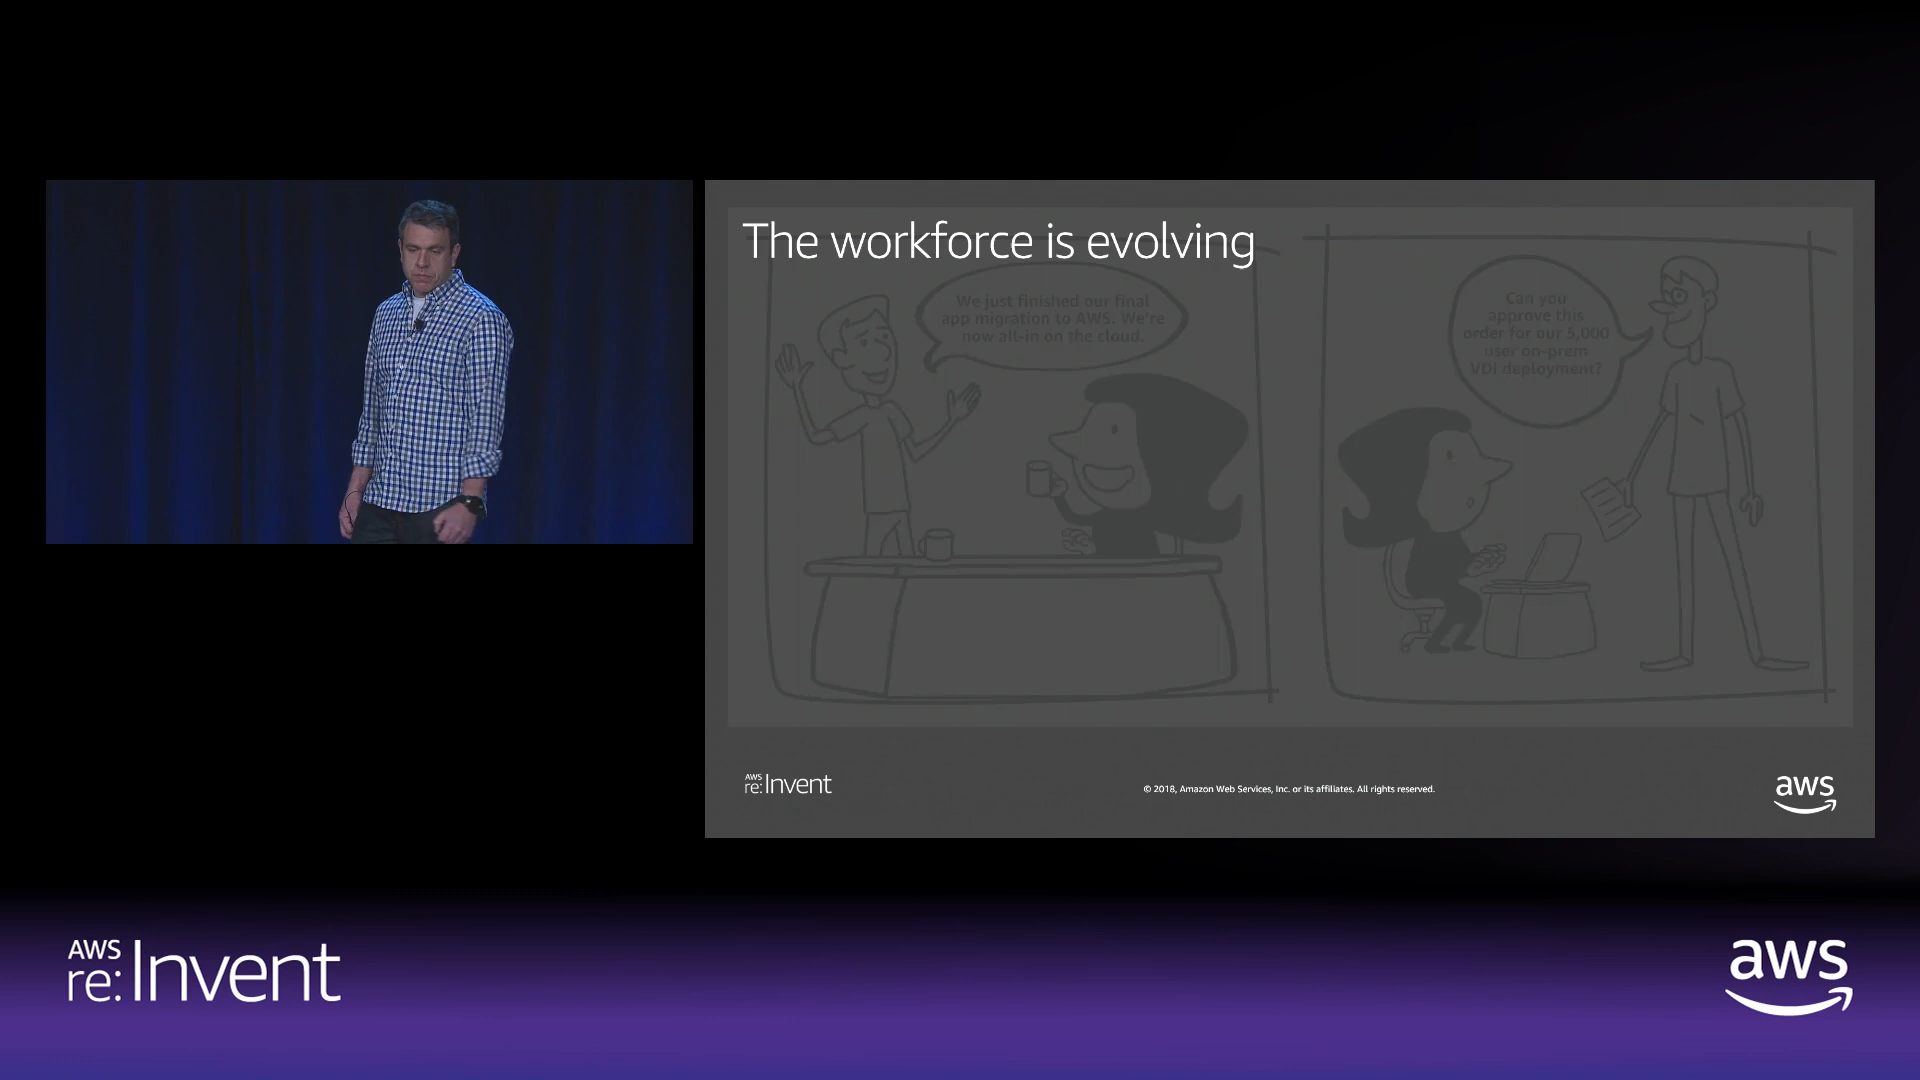 The workforce is evolving
We just finished our final
app migration to AWS. We're
now all-in on the cloud.
Can you
approve this
order for our 5,000
user on-prem
VDI deployment?
AWS
re:Invent
© 2018, Amazon Web Services, Inc. or its affiliates. All rights reserved.
aws
AWS
re:Invent
aws